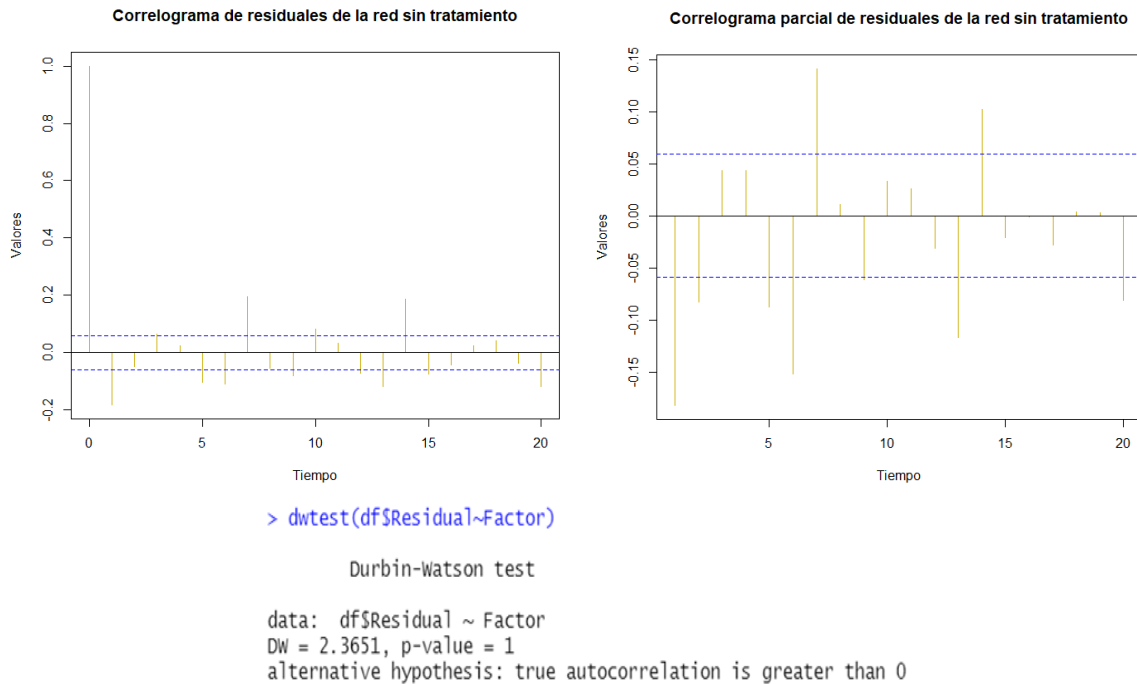 Correlograma de residuales de la red sin tratamiento
1.0
0.8
0.6
0.4
0.2
0.0
-0.2
Valores
0 5 10 15 20
Tiempo
Correlograma parcial de residuales de la red sin tratamiento
0.15
0.10
0.05
0.00
-0.05
-0.10
-0.15
Valores
5 10 15 20
Tiempo
> dwtest(df$Residual~Factor)
Durbin-Watson test
data: df$Residual ~ Factor
DW = 2.3651, p-value = 1
alternative hypothesis: true autocorrelation is greater than 0